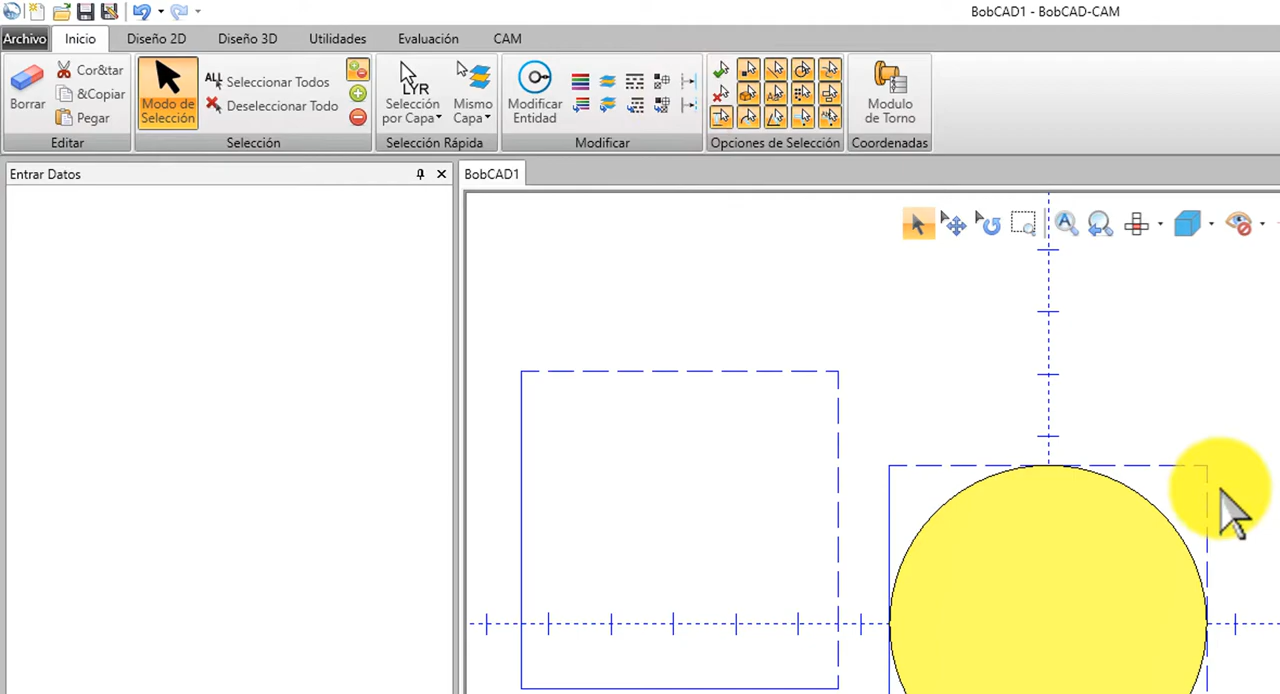 BobCAD1 - BobCAD-CAM
Archivo Inicio Diseño 2D Diseño 3D Utilidades Evaluación CAM
Borrar
Cor&tar
&Copiar
Pegar
Editar
Modo de
Selección
ALL Seleccionar Todos
Deseleccionar Todo
Selección
LYR
Selección
por Capa
Mismo
Capa
Selección Rápida
Modificar
Entidad
Modificar
Opciones de Selección
Modulo
de Torno
Coordenadas
Entrar Datos
BobCAD1
A